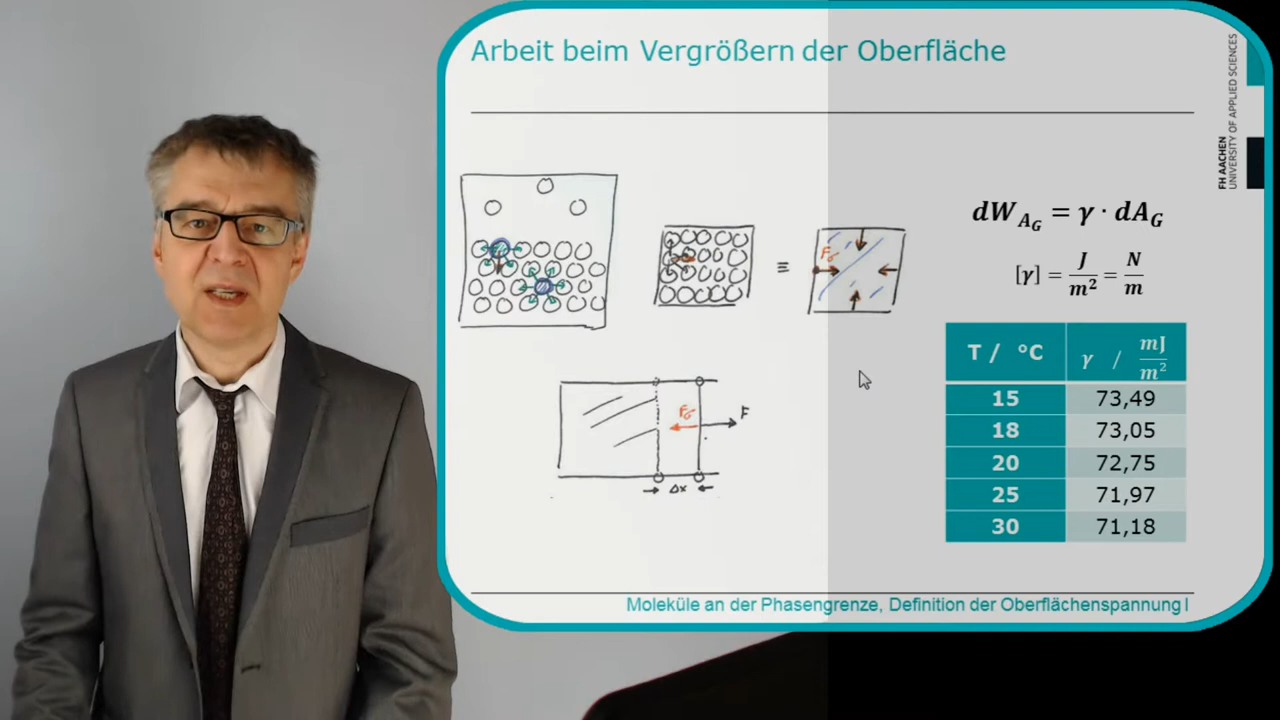 Arbeit beim Vergrößern der Oberfläche
FH AACHEN
UNIVERSITY OF APPLIED SCIENCES
dW_{A_G} = γ · dA_G
[γ] = J/m² = N/m
≡
Fσ
Fσ
F
Δx
T / °C γ / mJ/m²
15 73,49
18 73,05
20 72,75
25 71,97
30 71,18
Moleküle an der Phasengrenze, Definition der Oberflächenspannung I